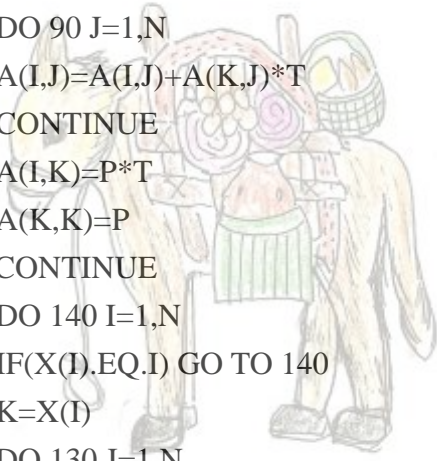 DO 90 J=1,N
A(I,J)=A(I,J)+A(K,J)*T
CONTINUE
A(I,K)=P*T
A(K,K)=P
CONTINUE
DO 140 I=1,N
IF(X(I).EQ.I) GO TO 140
K=X(I)
DO 130 J=1,N